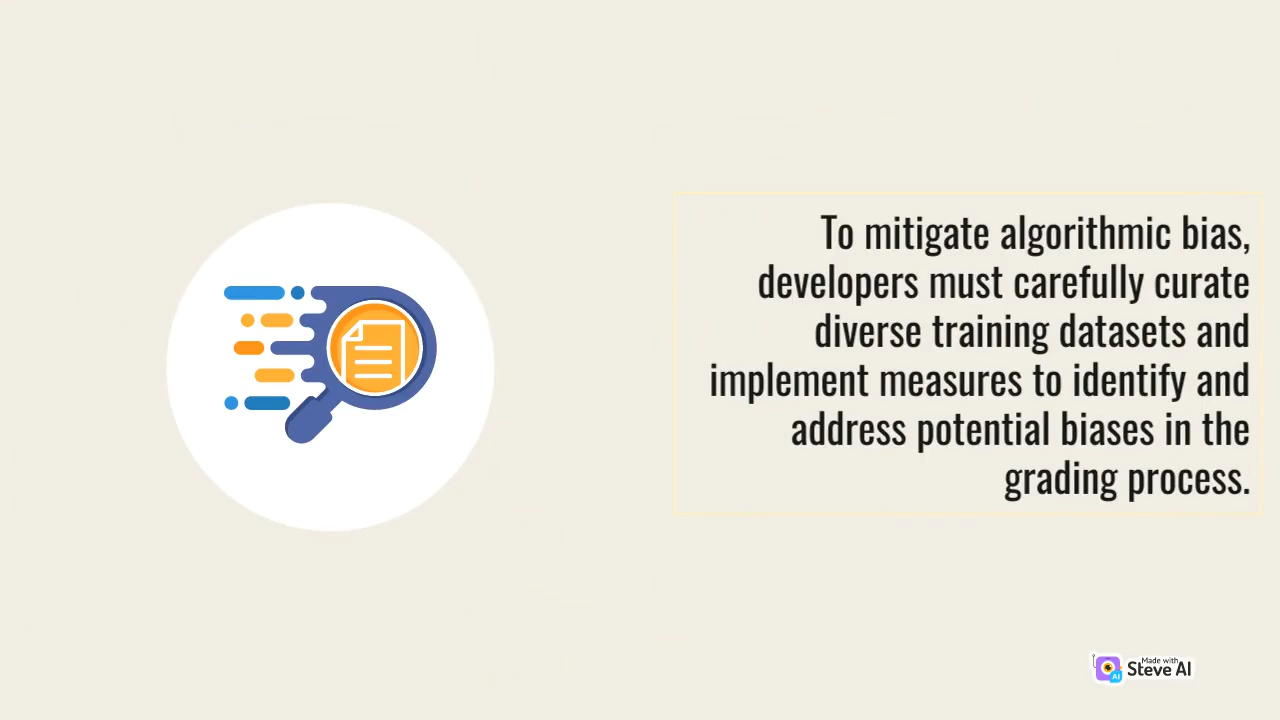 To mitigate algorithmic bias,
developers must carefully curate
diverse training datasets and
implement measures to identify and
address potential biases in the
grading process.
Made with
Steve AI
AI